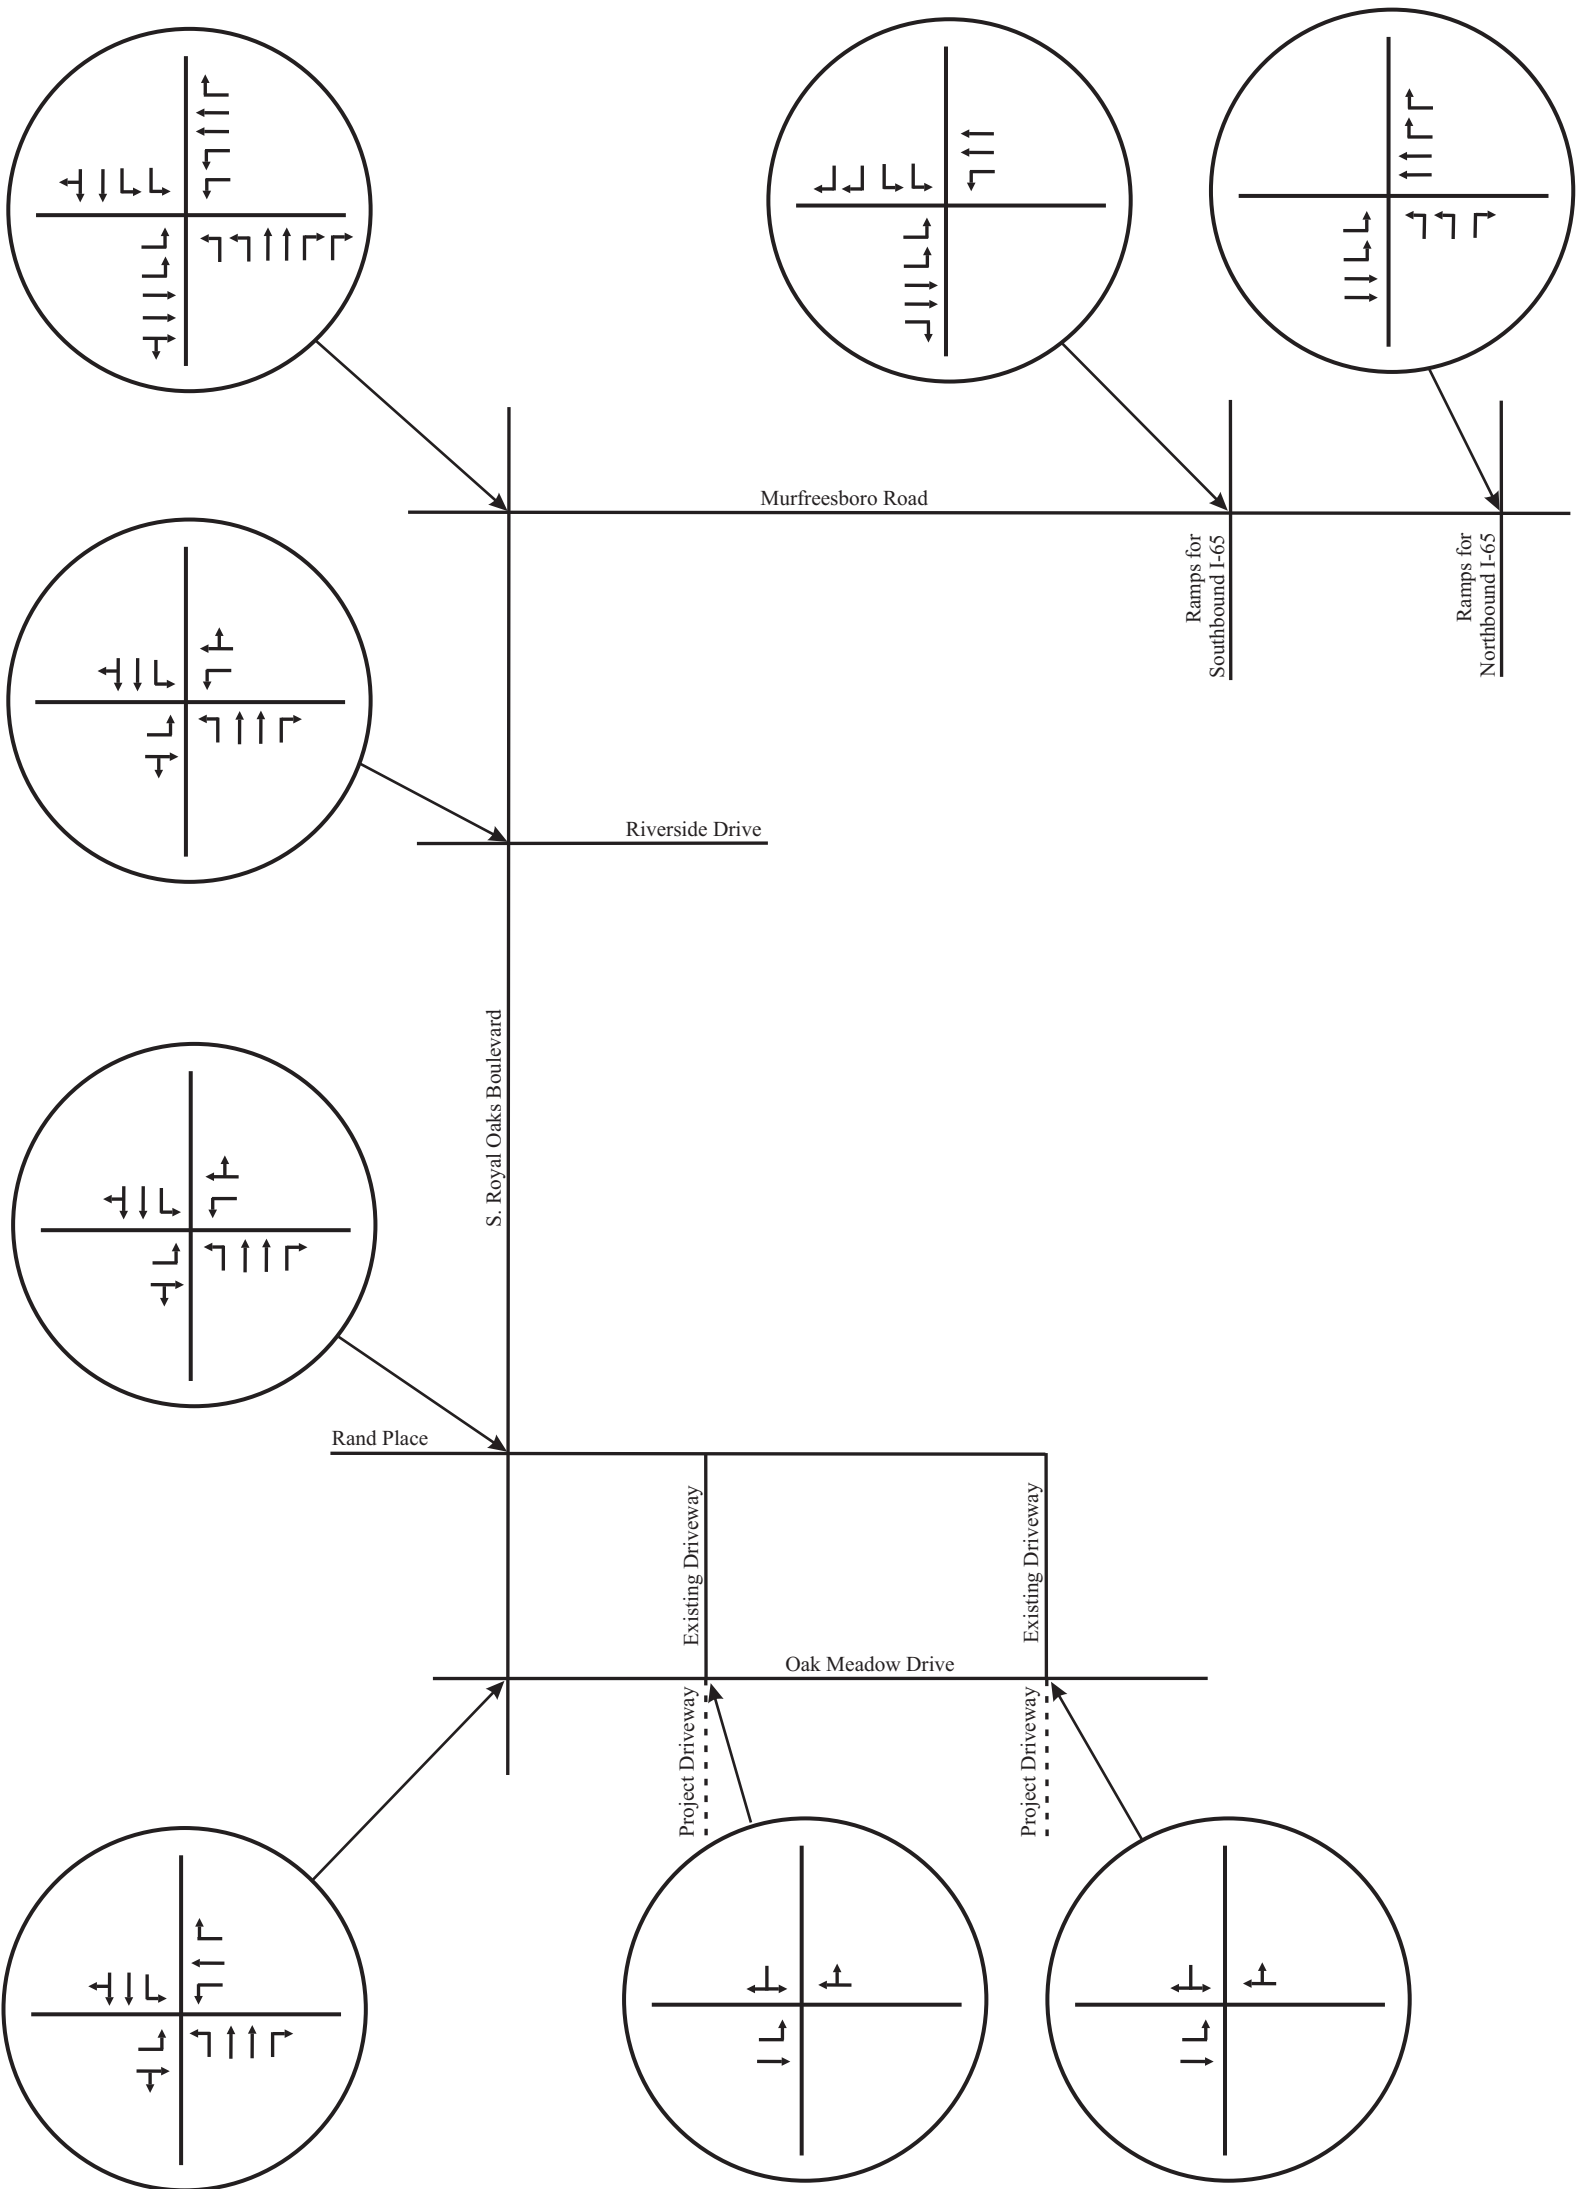 Murfreesboro Road
Ramps for
Southbound I-65
Ramps for
Northbound I-65
Riverside Drive
S. Royal Oaks Boulevard
Rand Place
Existing Driveway
Existing Driveway
Oak Meadow Drive
Project Driveway
Project Driveway